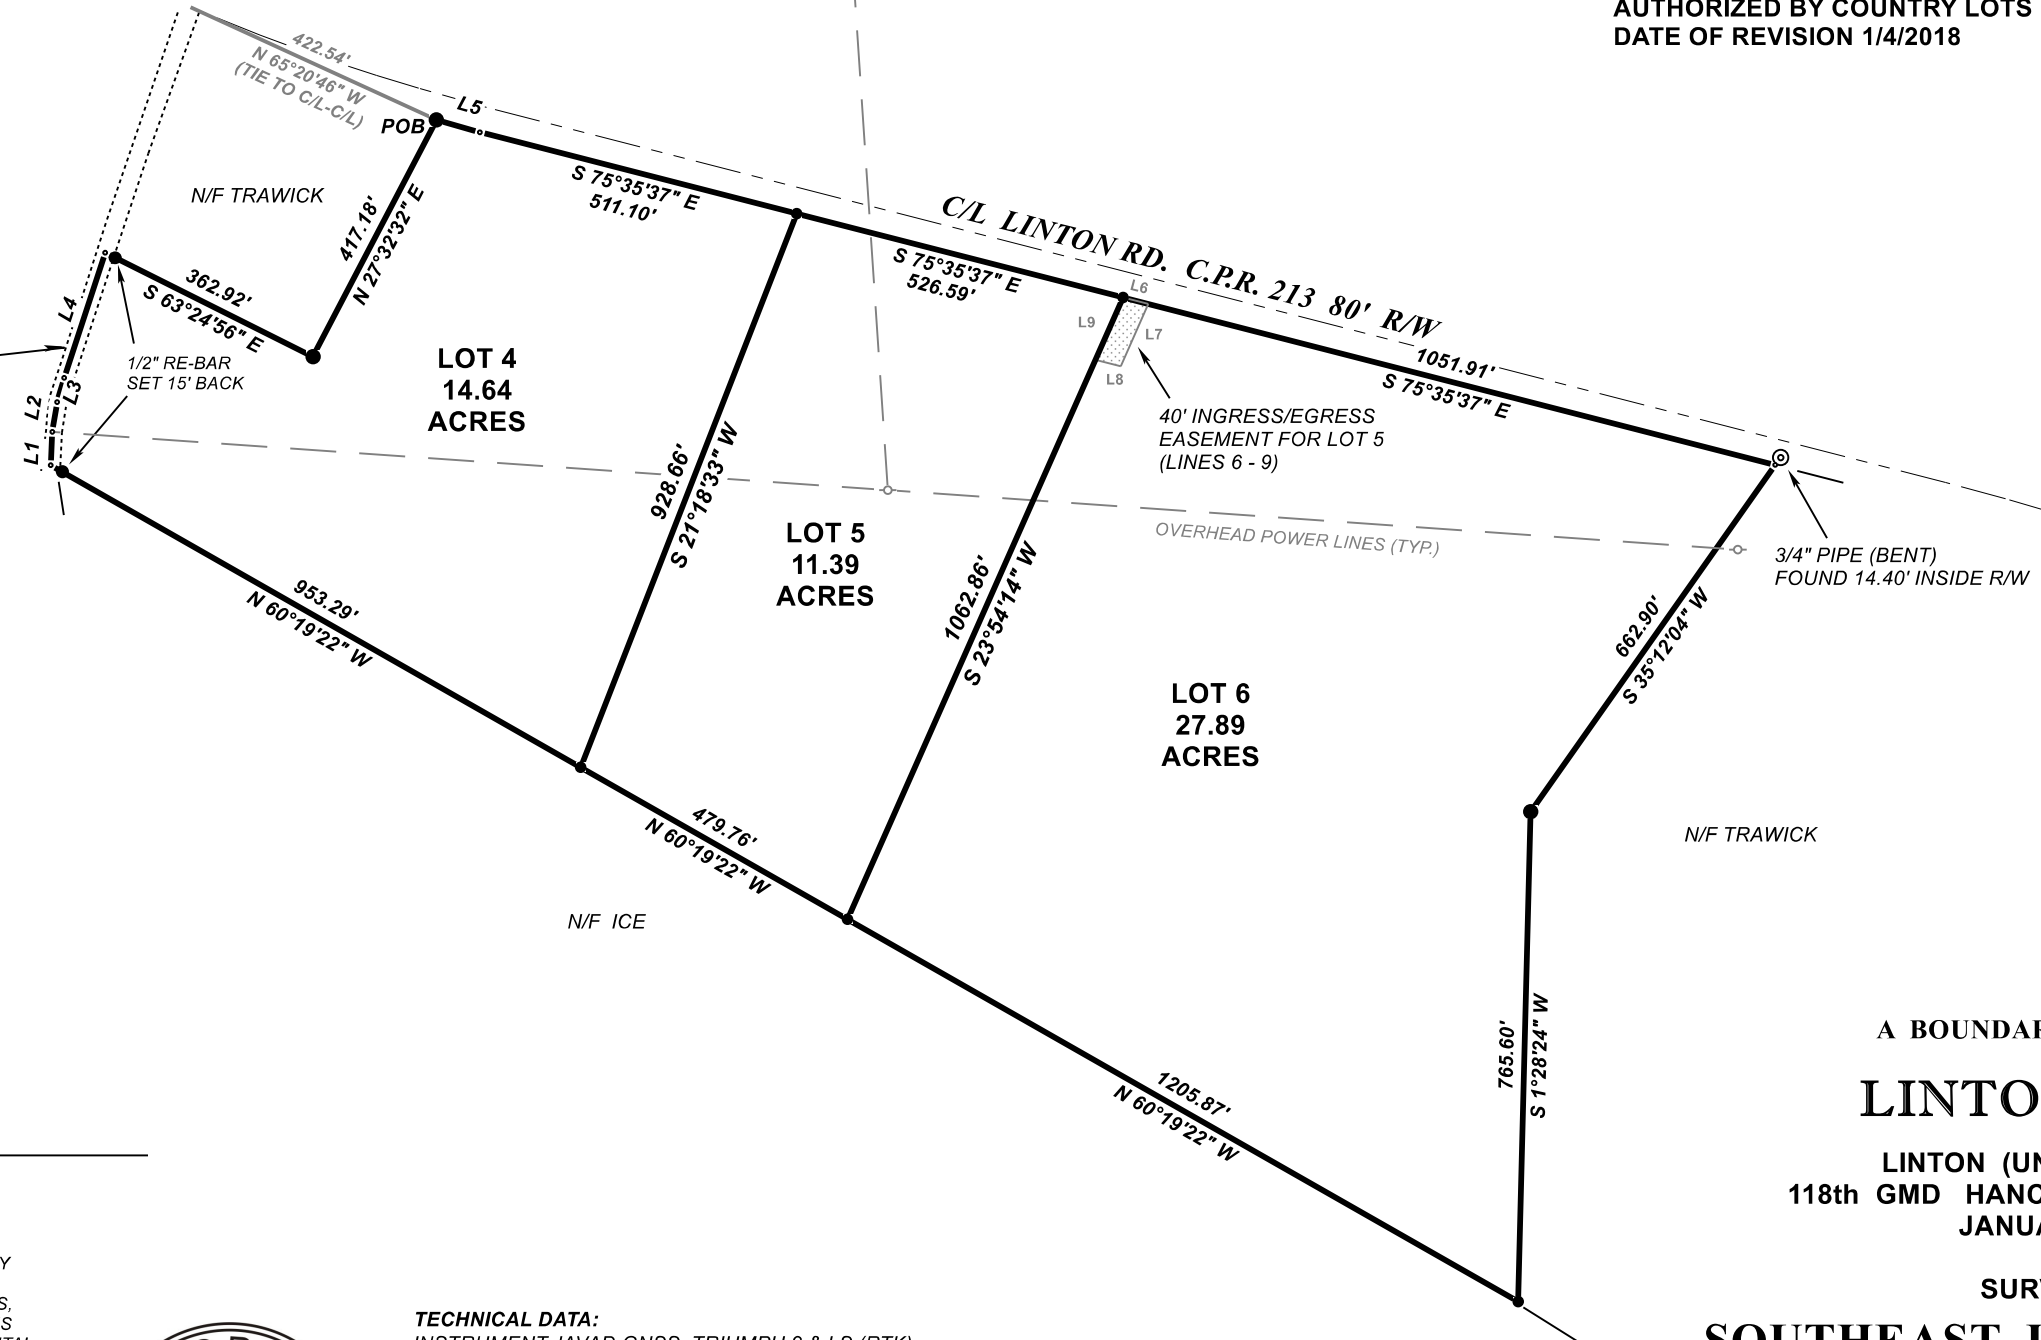 AUTHORIZED BY COUNTRY LOTS
DATE OF REVISION 1/4/2018
422.54'
N 65°20'46" W
(TIE TO C/L-C/L)
L5
POB
N/F TRAWICK
417.18'
N 27°32'32" E
S 75°35'37" E
511.10'
C/L LINTON RD. C.P.R. 213 80' R/W
S 75°35'37" E
526.59'
L6
L9
L7
L8
1051.91'
S 75°35'37" E
362.92'
S 63°24'56" E
L4
L3
L2
L1
1/2" RE-BAR
SET 15' BACK
LOT 4
14.64
ACRES
40' INGRESS/EGRESS
EASEMENT FOR LOT 5
(LINES 6 - 9)
928.66'
S 21°18'33" W
LOT 5
11.39
ACRES
OVERHEAD POWER LINES (TYP.)
3/4" PIPE (BENT)
FOUND 14.40' INSIDE R/W
1062.86'
S 23°54'14" W
953.29'
N 60°19'22" W
662.90'
S 35°12'04" W
LOT 6
27.89
ACRES
479.76'
N 60°19'22" W
N/F TRAWICK
N/F ICE
765.60'
S 1°28'24" W
1205.87'
N 60°19'22" W
A BOUNDAR
LINTO
LINTON (UN
118th GMD HANC
JANUA
SUR
TECHNICAL DATA:
SOUTHEAST